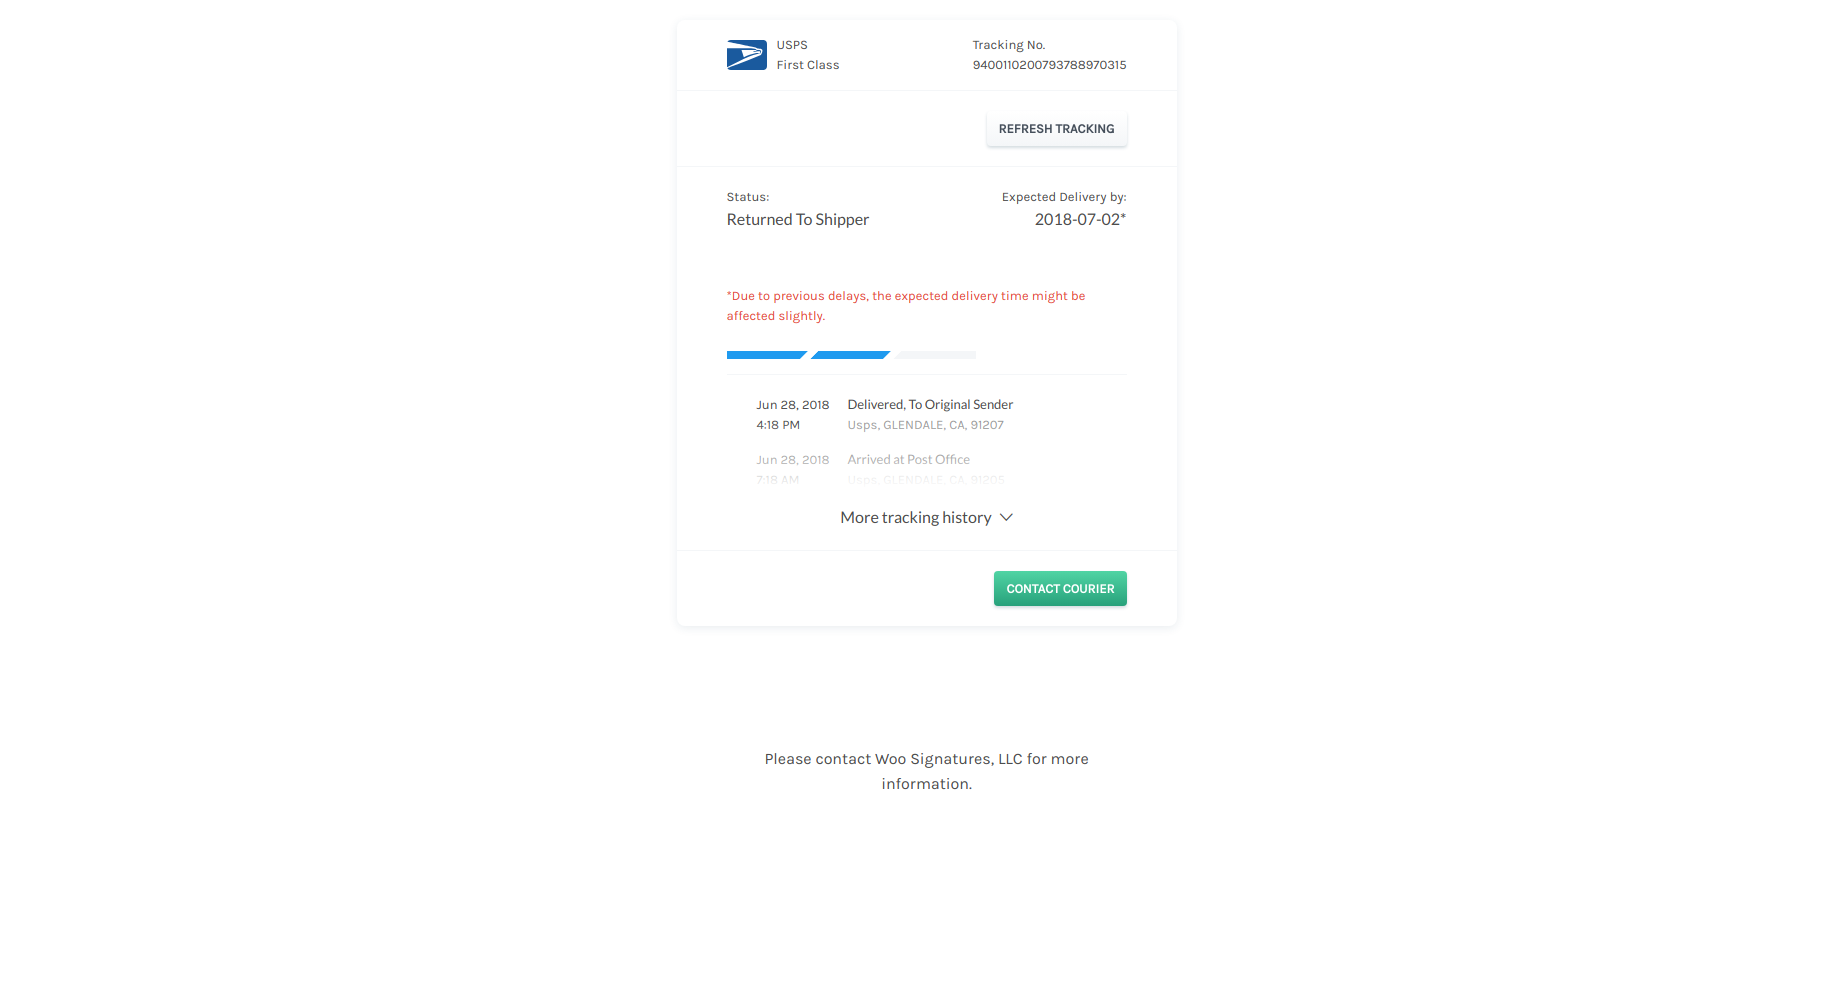 USPS
First Class
Tracking No.
9400110200793788970315
REFRESH TRACKING
Status:
Returned To Shipper
Expected Delivery by:
2018-07-02*
*Due to previous delays, the expected delivery time might be
affected slightly.
Jun 28, 2018
4:18 PM
Delivered, To Original Sender
Usps, GLENDALE, CA, 91207
Jun 28, 2018
7:18 AM
Arrived at Post Office
Usps, GLENDALE, CA, 91205
More tracking history
CONTACT COURIER
Please contact Woo Signatures, LLC for more
information.